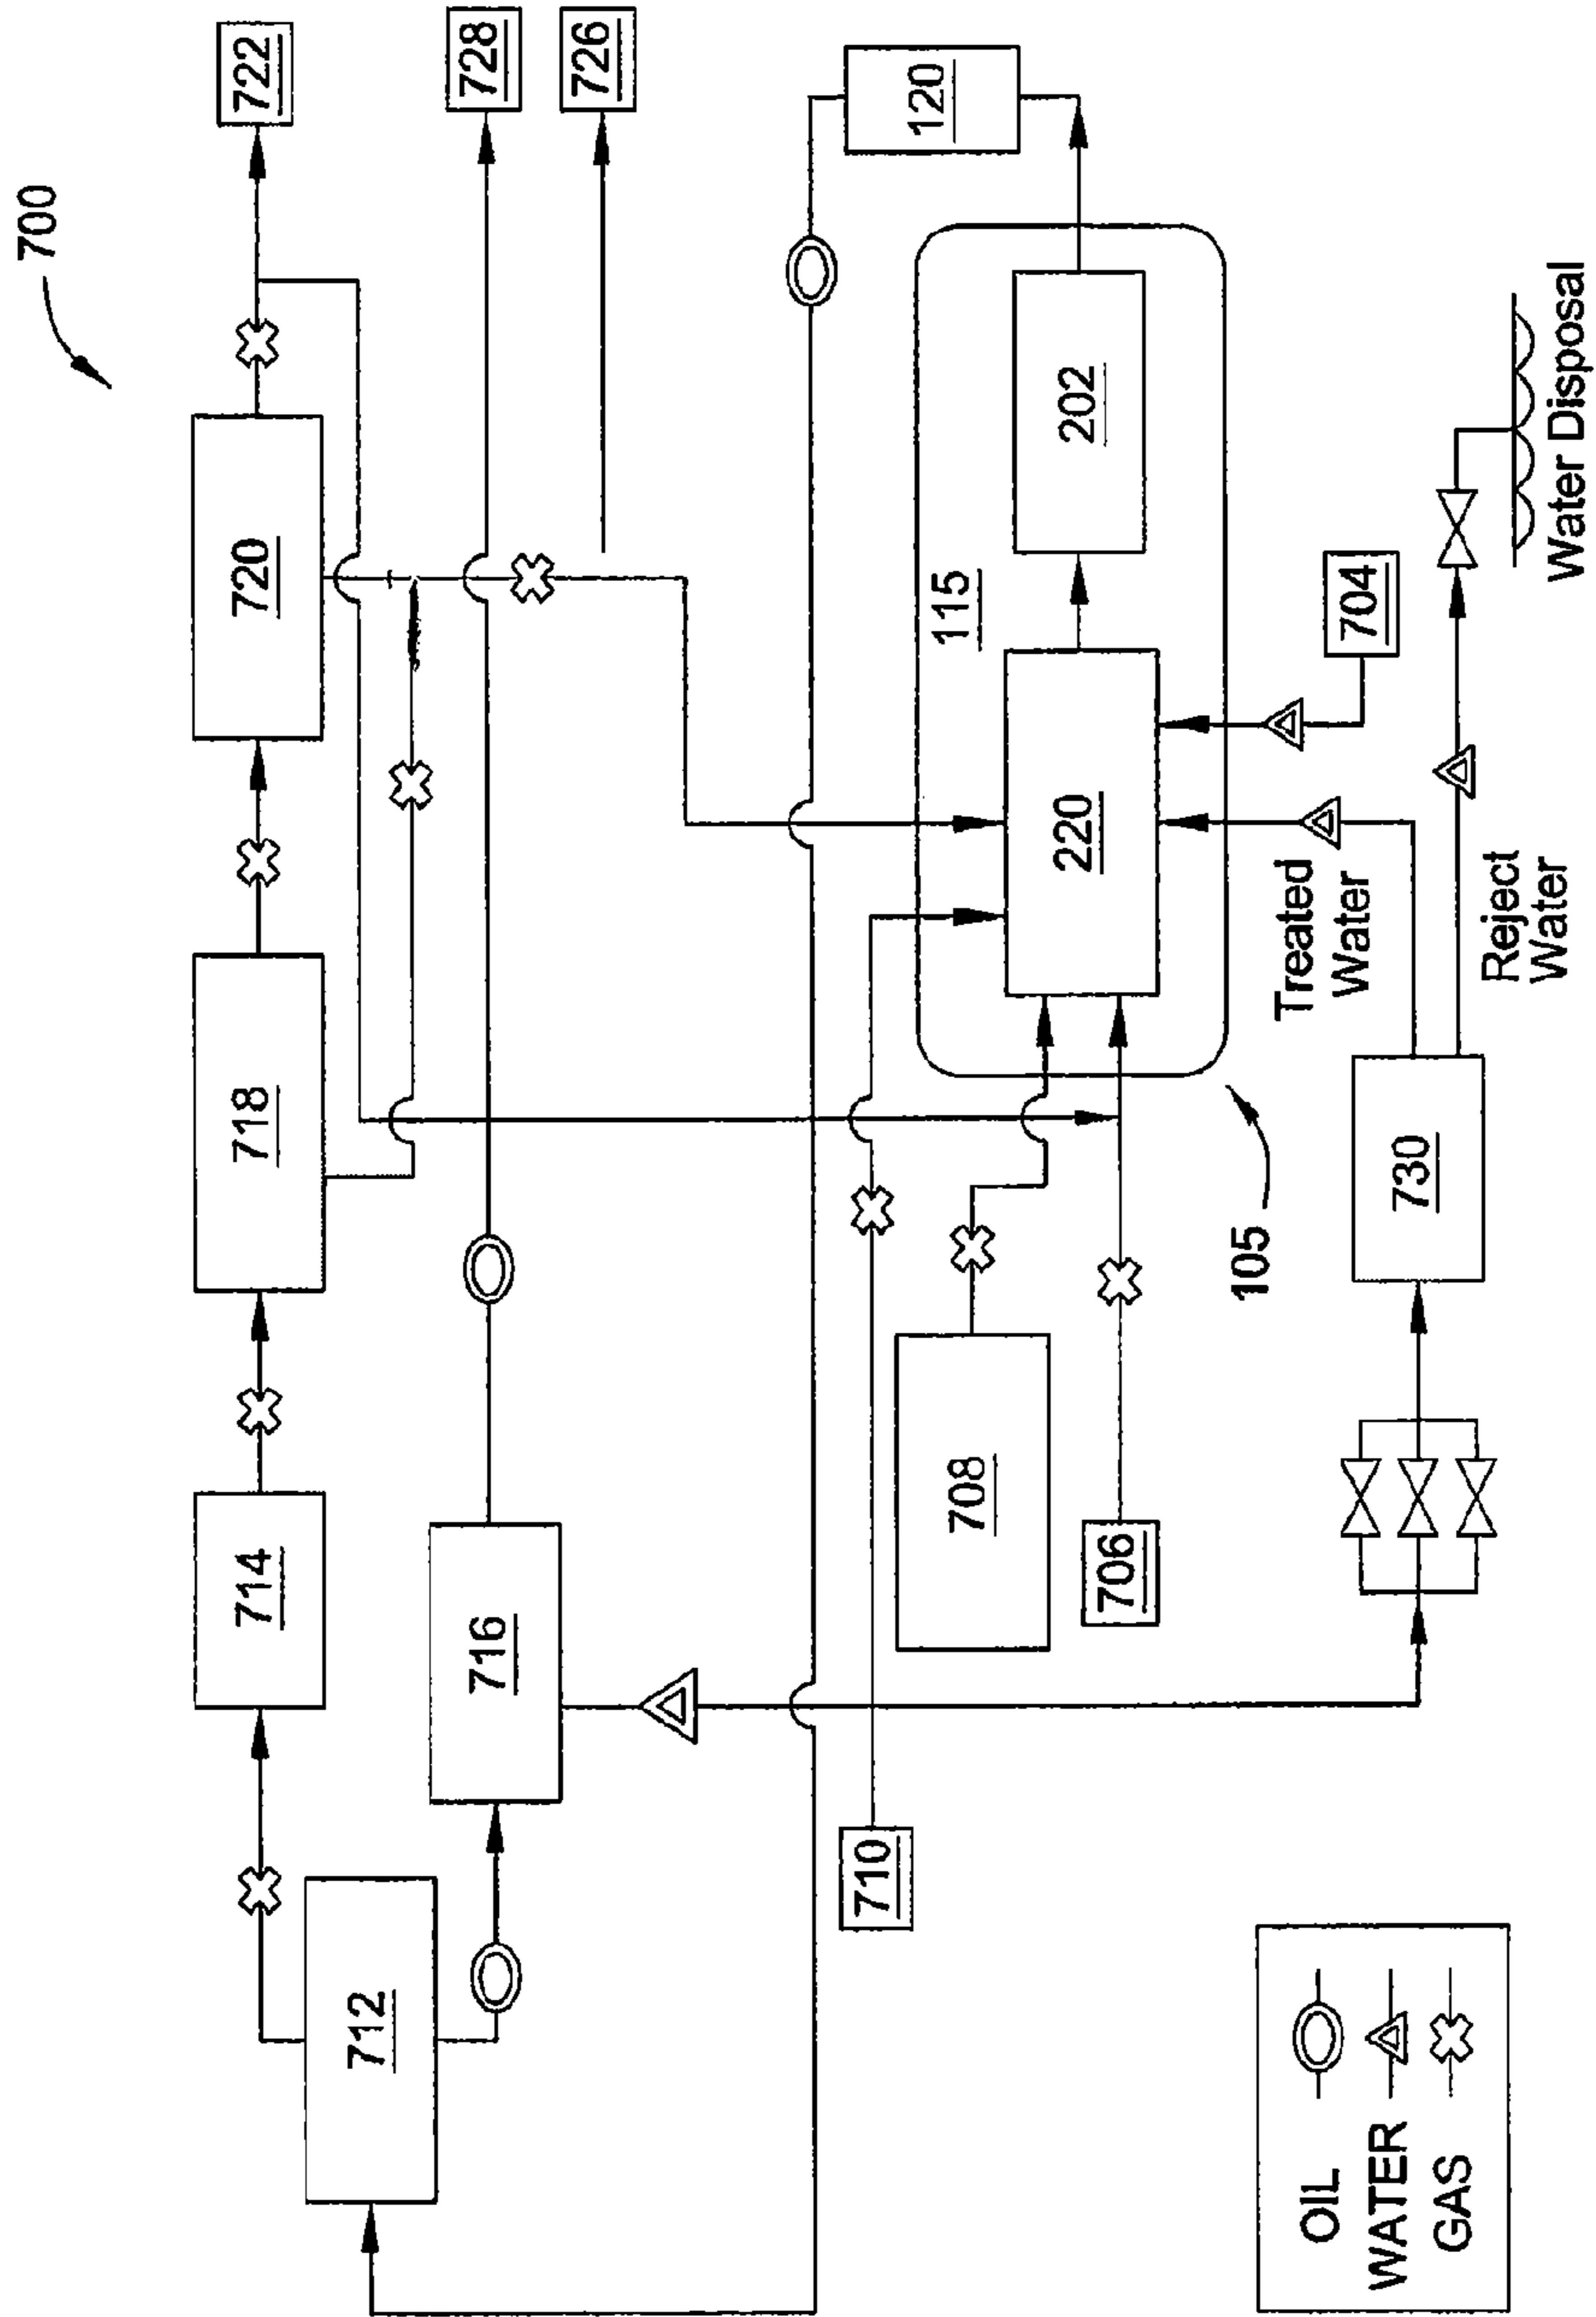 700
722
728
726
720
718
714
712
716
120
115
202
220
710
708
706
105
704
Treated
Water
730
Reject
Water
Water Disposal
OIL
WATER
GAS